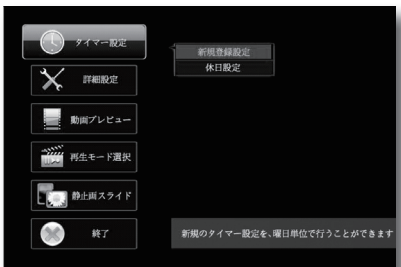 タイマー設定
新規登録設定
休日設定
詳細設定
動画プレビュー
再生モード選択
静止画スライド
終了
新規のタイマー設定を、曜日単位で行うことができます